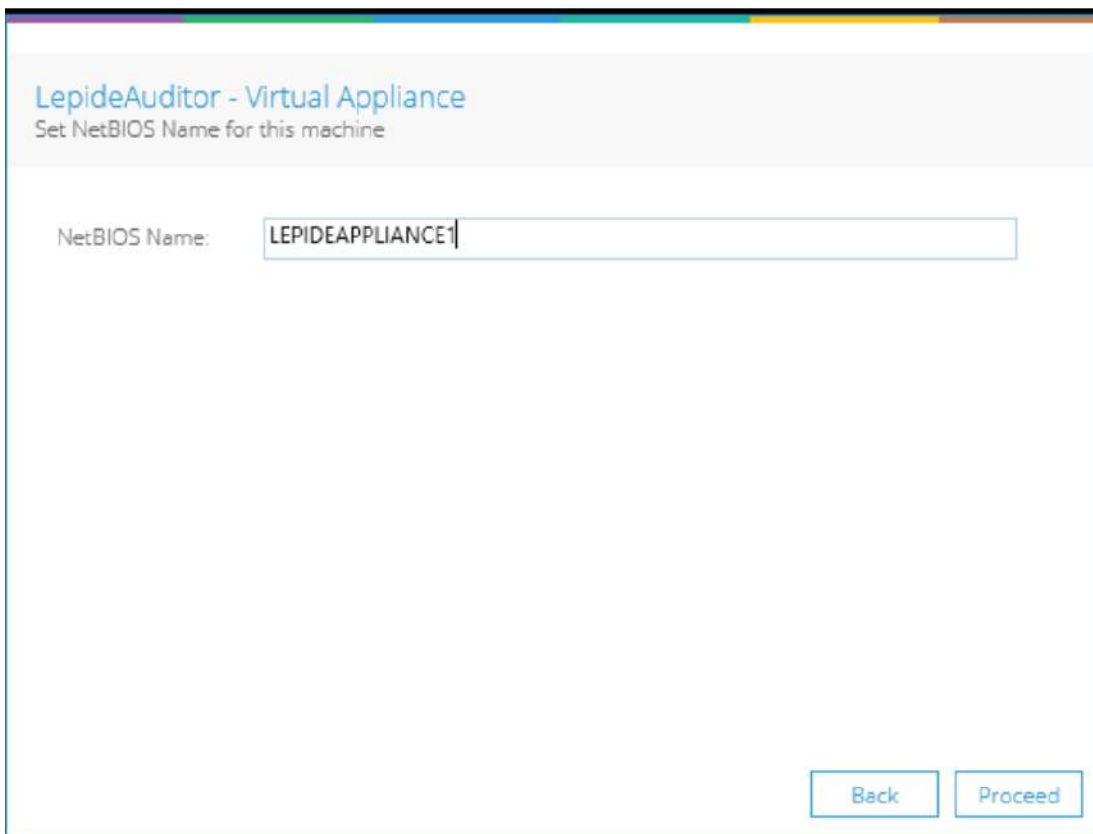 LepideAuditor - Virtual Appliance
Set NetBIOS Name for this machine
NetBIOS Name: LEPIDEAPPLIANCE1
Back Proceed